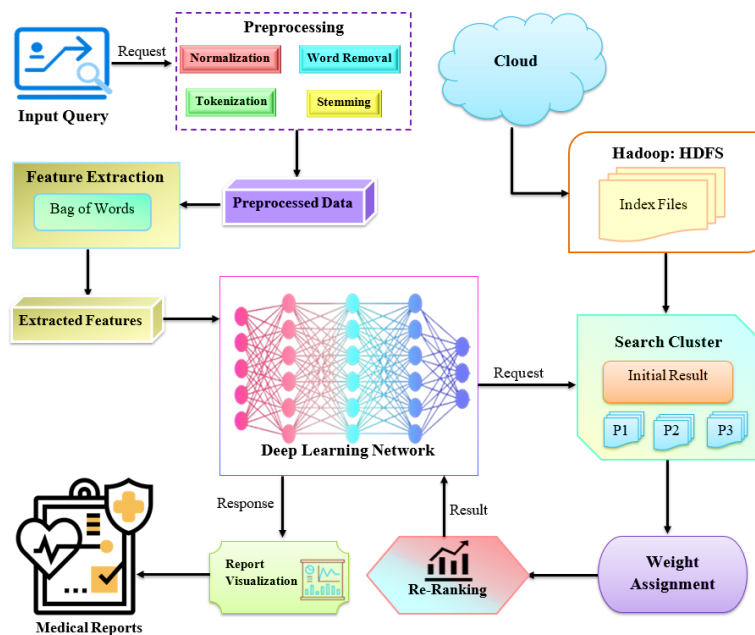 Preprocessing
Request
Normalization
Word Removal
Tokenization
Stemming
Input Query
Cloud
Hadoop: HDFS
Index Files
Feature Extraction
Bag of Words
Preprocessed Data
Extracted Features
Deep Learning Network
Request
Search Cluster
Initial Result
P1
P2
P3
Response
Result
Report
Visualization
Re-Ranking
Weight
Assignment
Medical Reports